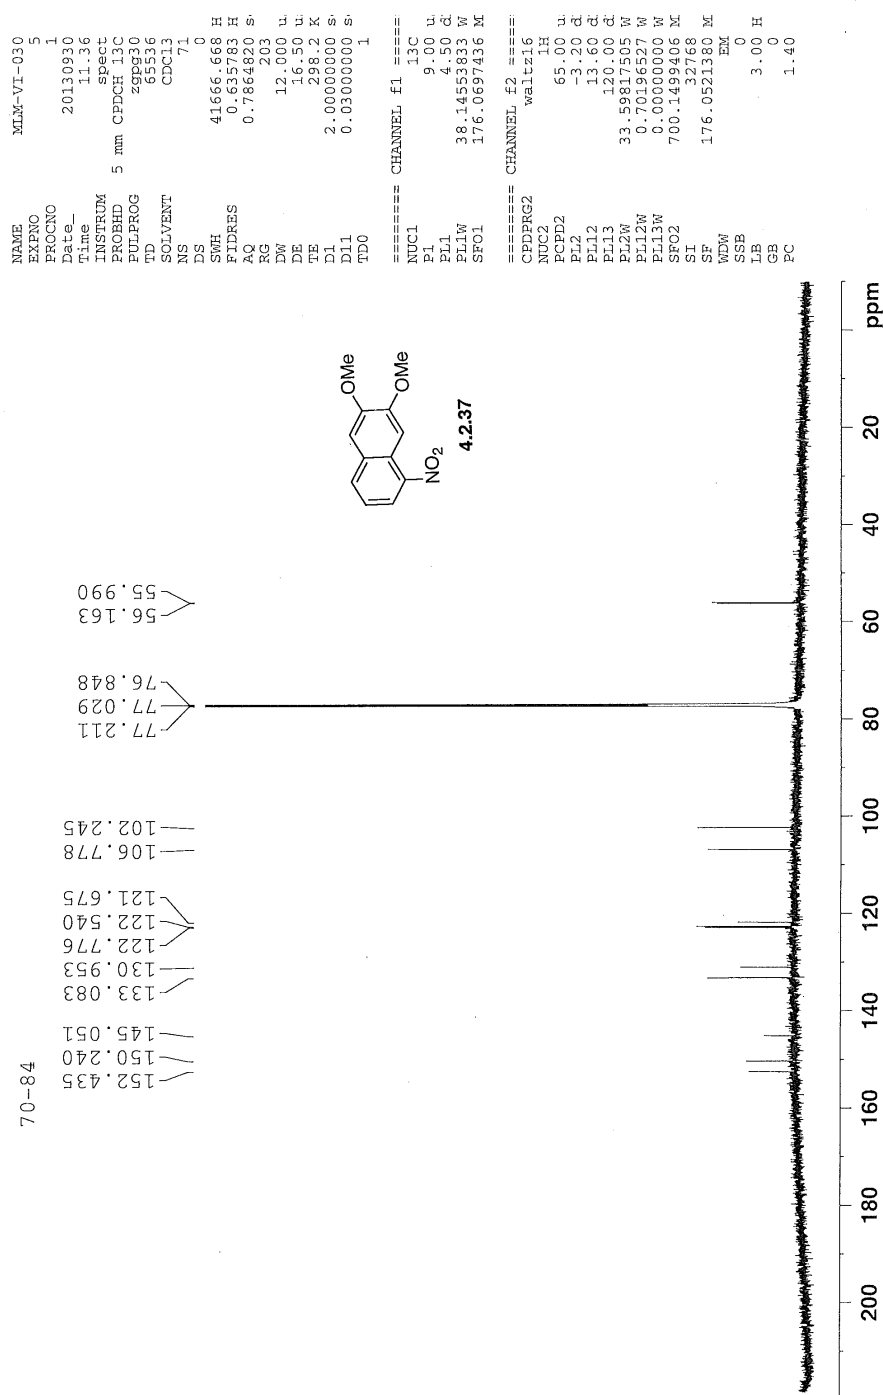 70-84
152.435
150.240
145.051
133.083
130.953
122.776
122.540
121.675
106.778
102.245
77.211
77.029
76.848
56.163
55.990
OMe
OMe
NO2
4.2.37
NAME MLM-VI-030
EXPNO 5
PROCNO 1
Date_ 20130930
Time 11.36
INSTRUM spect
PROBHD 5 mm CPDCH 13C
PULPROG zgpg30
TD 65536
SOLVENT CDCl3
NS 71
DS 0
SWH 41666.668 H
FIDRES 0.635783 H
AQ 0.7864820 s
RG 203
DW 12.000 u
DE 16.50 u
TE 298.2 K
D1 2.00000000 s
D11 0.03000000 s
TD0 1
======== CHANNEL f1 =====
NUC1 13C
P1 9.00 u
PL1 4.50 d
PL1W 38.14553833 W
SFO1 176.0697436 M
======== CHANNEL f2 =====
CPDPRG2 waltz16
NUC2 1H
PCPD2 65.00 u
PL2 -3.20 d
PL12 13.60 d
PL13 120.00 d
PL2W 33.59817505 W
PL12W 0.70196527 W
PL13W 0.00000000 W
SFO2 700.1499406 M
SI 32768
SF 176.0521380 M
WDW EM
SSB 0
LB 3.00 H
GB 0
PC 1.40
200 180 160 140 120 100 80 60 40 20 ppm